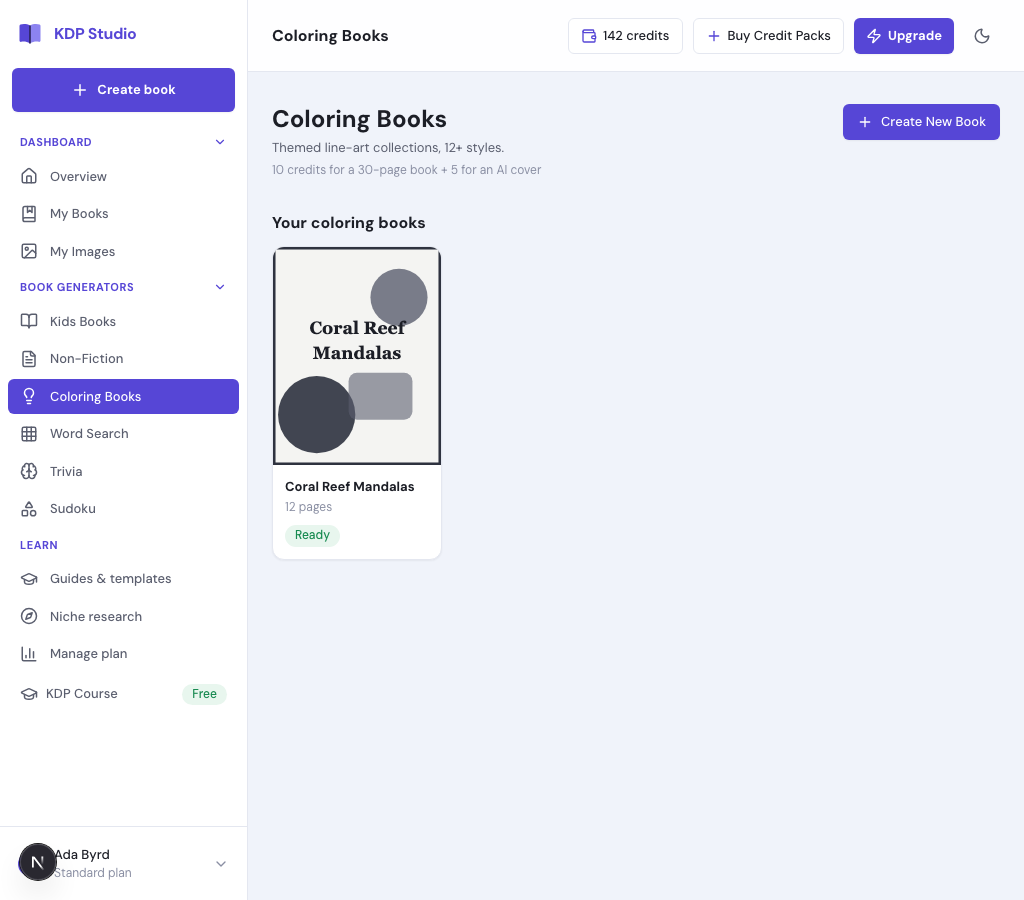 KDP Studio
Create book
DASHBOARD
Overview
My Books
My Images
BOOK GENERATORS
Kids Books
Non-Fiction
Coloring Books
Word Search
Trivia
Sudoku
LEARN
Guides & templates
Niche research
Manage plan
KDP Course Free
N Ada Byrd
Standard plan
Coloring Books
142 credits
Buy Credit Packs
Upgrade
Coloring Books
Create New Book
Themed line-art collections, 12+ styles.
10 credits for a 30-page book + 5 for an AI cover
Your coloring books
Coral Reef
Mandalas
Coral Reef Mandalas
12 pages
Ready